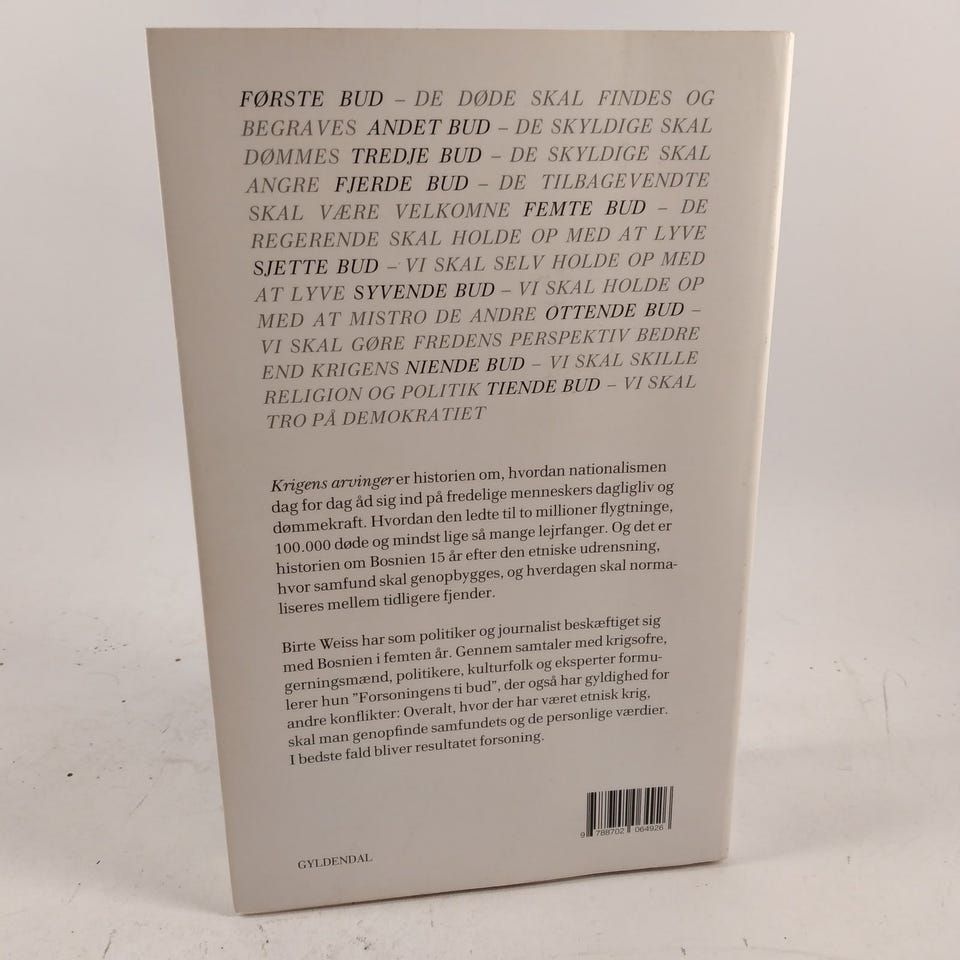 FØRSTE BUD – DE DØDE SKAL FINDES OG
BEGRAVES ANDET BUD – DE SKYLDIGE SKAL
DØMMES TREDJE BUD – DE SKYLDIGE SKAL
ANGRE FJERDE BUD – DE TILBAGEVENDTE
SKAL VÆRE VELKOMNE FEMTE BUD – DE
REGERENDE SKAL HOLDE OP MED AT LYVE
SJETTE BUD – VI SKAL SELV HOLDE OP MED
AT LYVE SYVENDE BUD – VI SKAL HOLDE OP
MED AT MISTRO DE ANDRE OTTENDE BUD –
VI SKAL GØRE FREDENS PERSPEKTIV BEDRE
END KRIGENS NIENDE BUD – VI SKAL SKILLE
RELIGION OG POLITIK TIENDE BUD – VI SKAL
TRO PÅ DEMOKRATIET
Krigens arvinger er historien om, hvordan nationalismen
dag for dag åd sig ind på fredelige menneskers dagligliv og
dømmekraft. Hvordan den ledte til to millioner flygtninge,
100.000 døde og mindst lige så mange lejrfanger. Og det er
historien om Bosnien 15 år efter den etniske udrensning,
hvor samfund skal genopbygges, og hverdagen skal norma-
liseres mellem tidligere fjender.
Birte Weiss har som politiker og journalist beskæftiget sig
med Bosnien i femten år. Gennem samtaler med krigsofre,
gerningsmænd, politikere, kulturfolk og eksperter formu-
lerer hun "Forsoningens ti bud", der også har gyldighed for
andre konflikter: Overalt, hvor der har været etnisk krig,
skal man genopfinde samfundets og de personlige værdier.
I bedste fald bliver resultatet forsoning.
9 788702 064926
GYLDENDAL